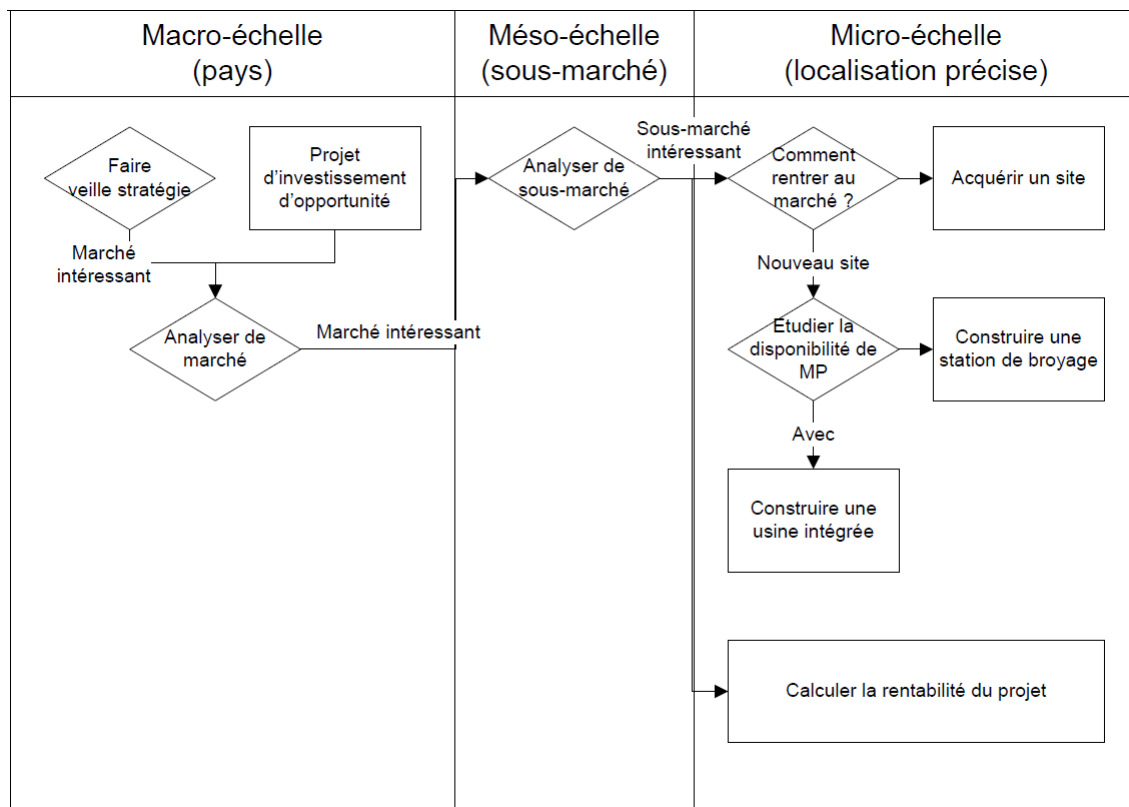 Macro-échelle
(pays)
Méso-échelle
(sous-marché)
Micro-échelle
(localisation précise)
Faire
veille stratégie
Projet
d'investissement
d'opportunité
Marché
intéressant
Analyser de
marché
Marché intéressant
Analyser de
sous-marché
Sous-marché
intéressant
Comment
rentrer au
marché ?
Acquérir un site
Nouveau site
Etudier la
disponibilité de
MP
Construire une
station de broyage
Avec
Construire une
usine intégrée
Calculer la rentabilité du projet